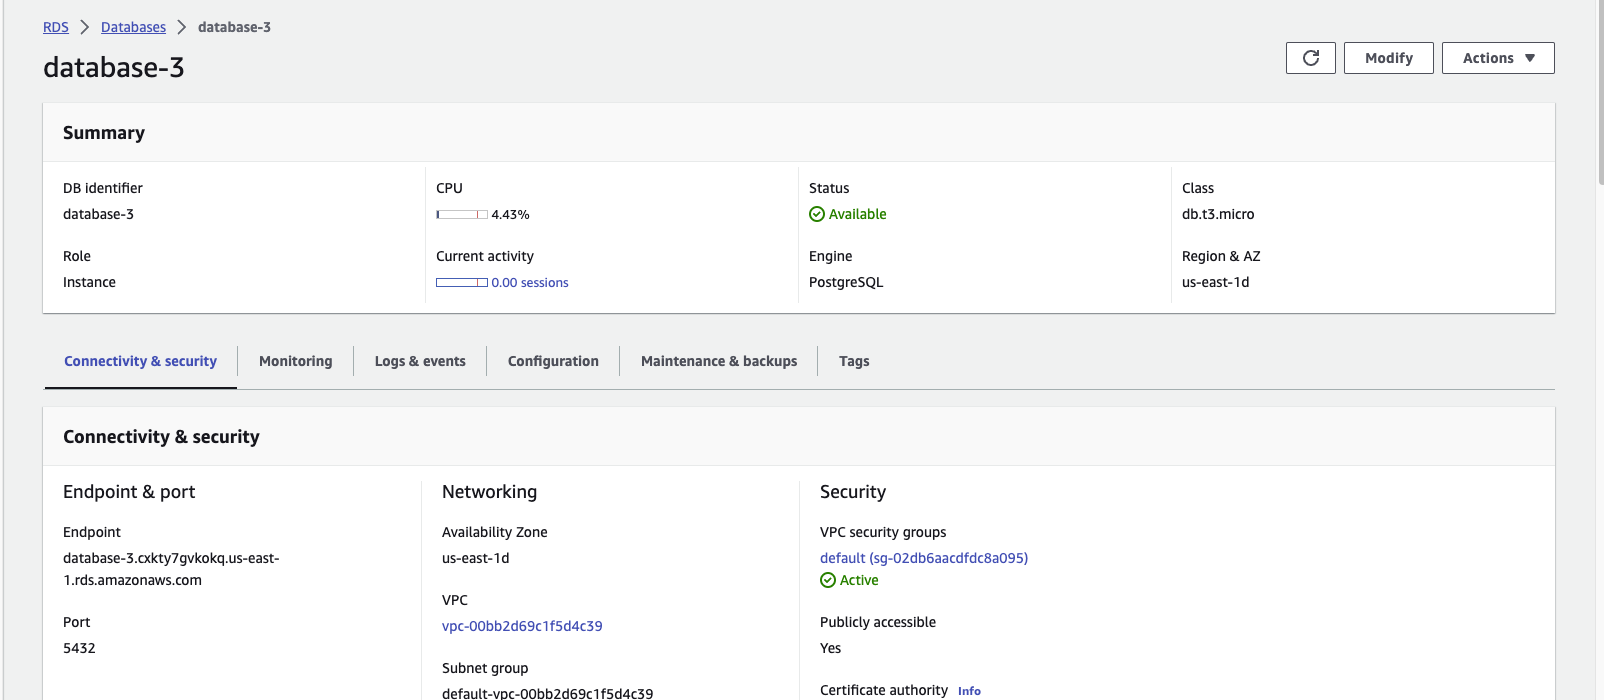 RDS > Databases > database-3
database-3
Modify
Actions ▼
Summary
DB identifier
database-3
CPU
4.43%
Status
Available
Class
db.t3.micro
Role
Instance
Current activity
0.00 sessions
Engine
PostgreSQL
Region & AZ
us-east-1d
Connectivity & security
Monitoring
Logs & events
Configuration
Maintenance & backups
Tags
Connectivity & security
Endpoint & port
Endpoint
database-3.cxkty7gvkokq.us-east-
1.rds.amazonaws.com
Port
5432
Networking
Availability Zone
us-east-1d
VPC
vpc-00bb2d69c1f5d4c39
Subnet group
default-vpc-00bb2d69c1f5d4c39
Security
VPC security groups
default (sg-02db6aacdfdc8a095)
Active
Publicly accessible
Yes
Certificate authority Info